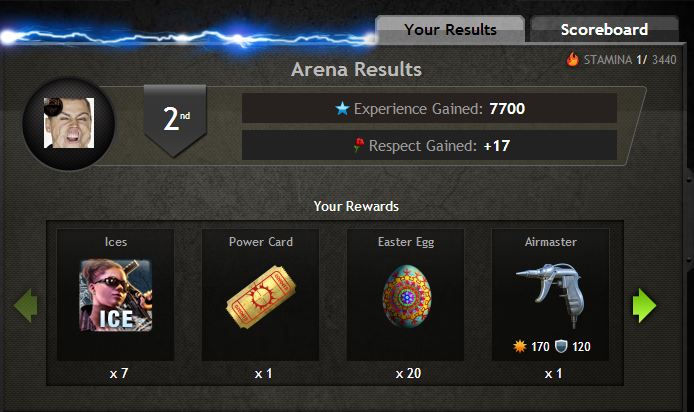 Your Results
Scoreboard
STAMINA 1/ 3440
Arena Results
2nd
Experience Gained: 7700
Respect Gained: +17
Your Rewards
Ices
Power Card
Easter Egg
Airmaster
ICE
170 120
x 7
x 1
x 20
x 1